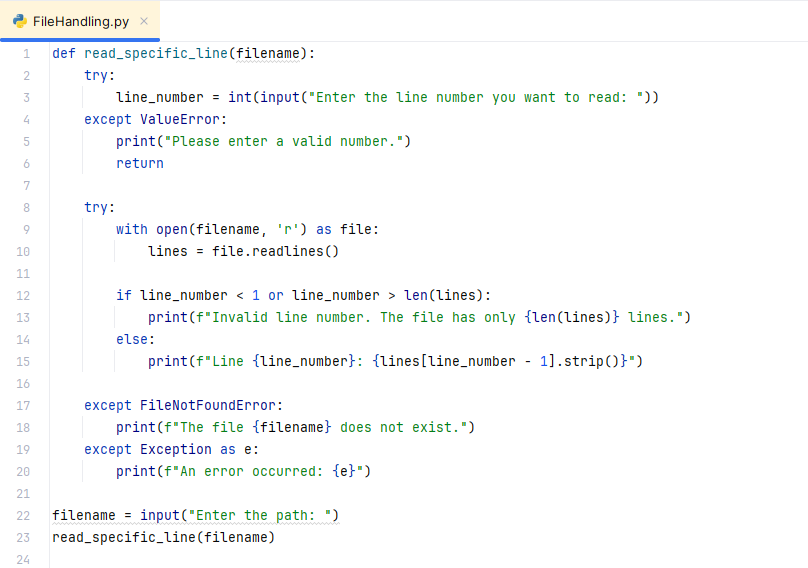 FileHandling.py
1 def read_specific_line(filename):
2     try:
3         line_number = int(input("Enter the line number you want to read: "))
4     except ValueError:
5         print("Please enter a valid number.")
6         return
7
8     try:
9         with open(filename, 'r') as file:
10             lines = file.readlines()
11
12         if line_number < 1 or line_number > len(lines):
13             print(f"Invalid line number. The file has only {len(lines)} lines.")
14         else:
15             print(f"Line {line_number}: {lines[line_number - 1].strip()}")
16
17     except FileNotFoundError:
18         print(f"The file {filename} does not exist.")
19     except Exception as e:
20         print(f"An error occurred: {e}")
21
22 filename = input("Enter the path: ")
23 read_specific_line(filename)
24